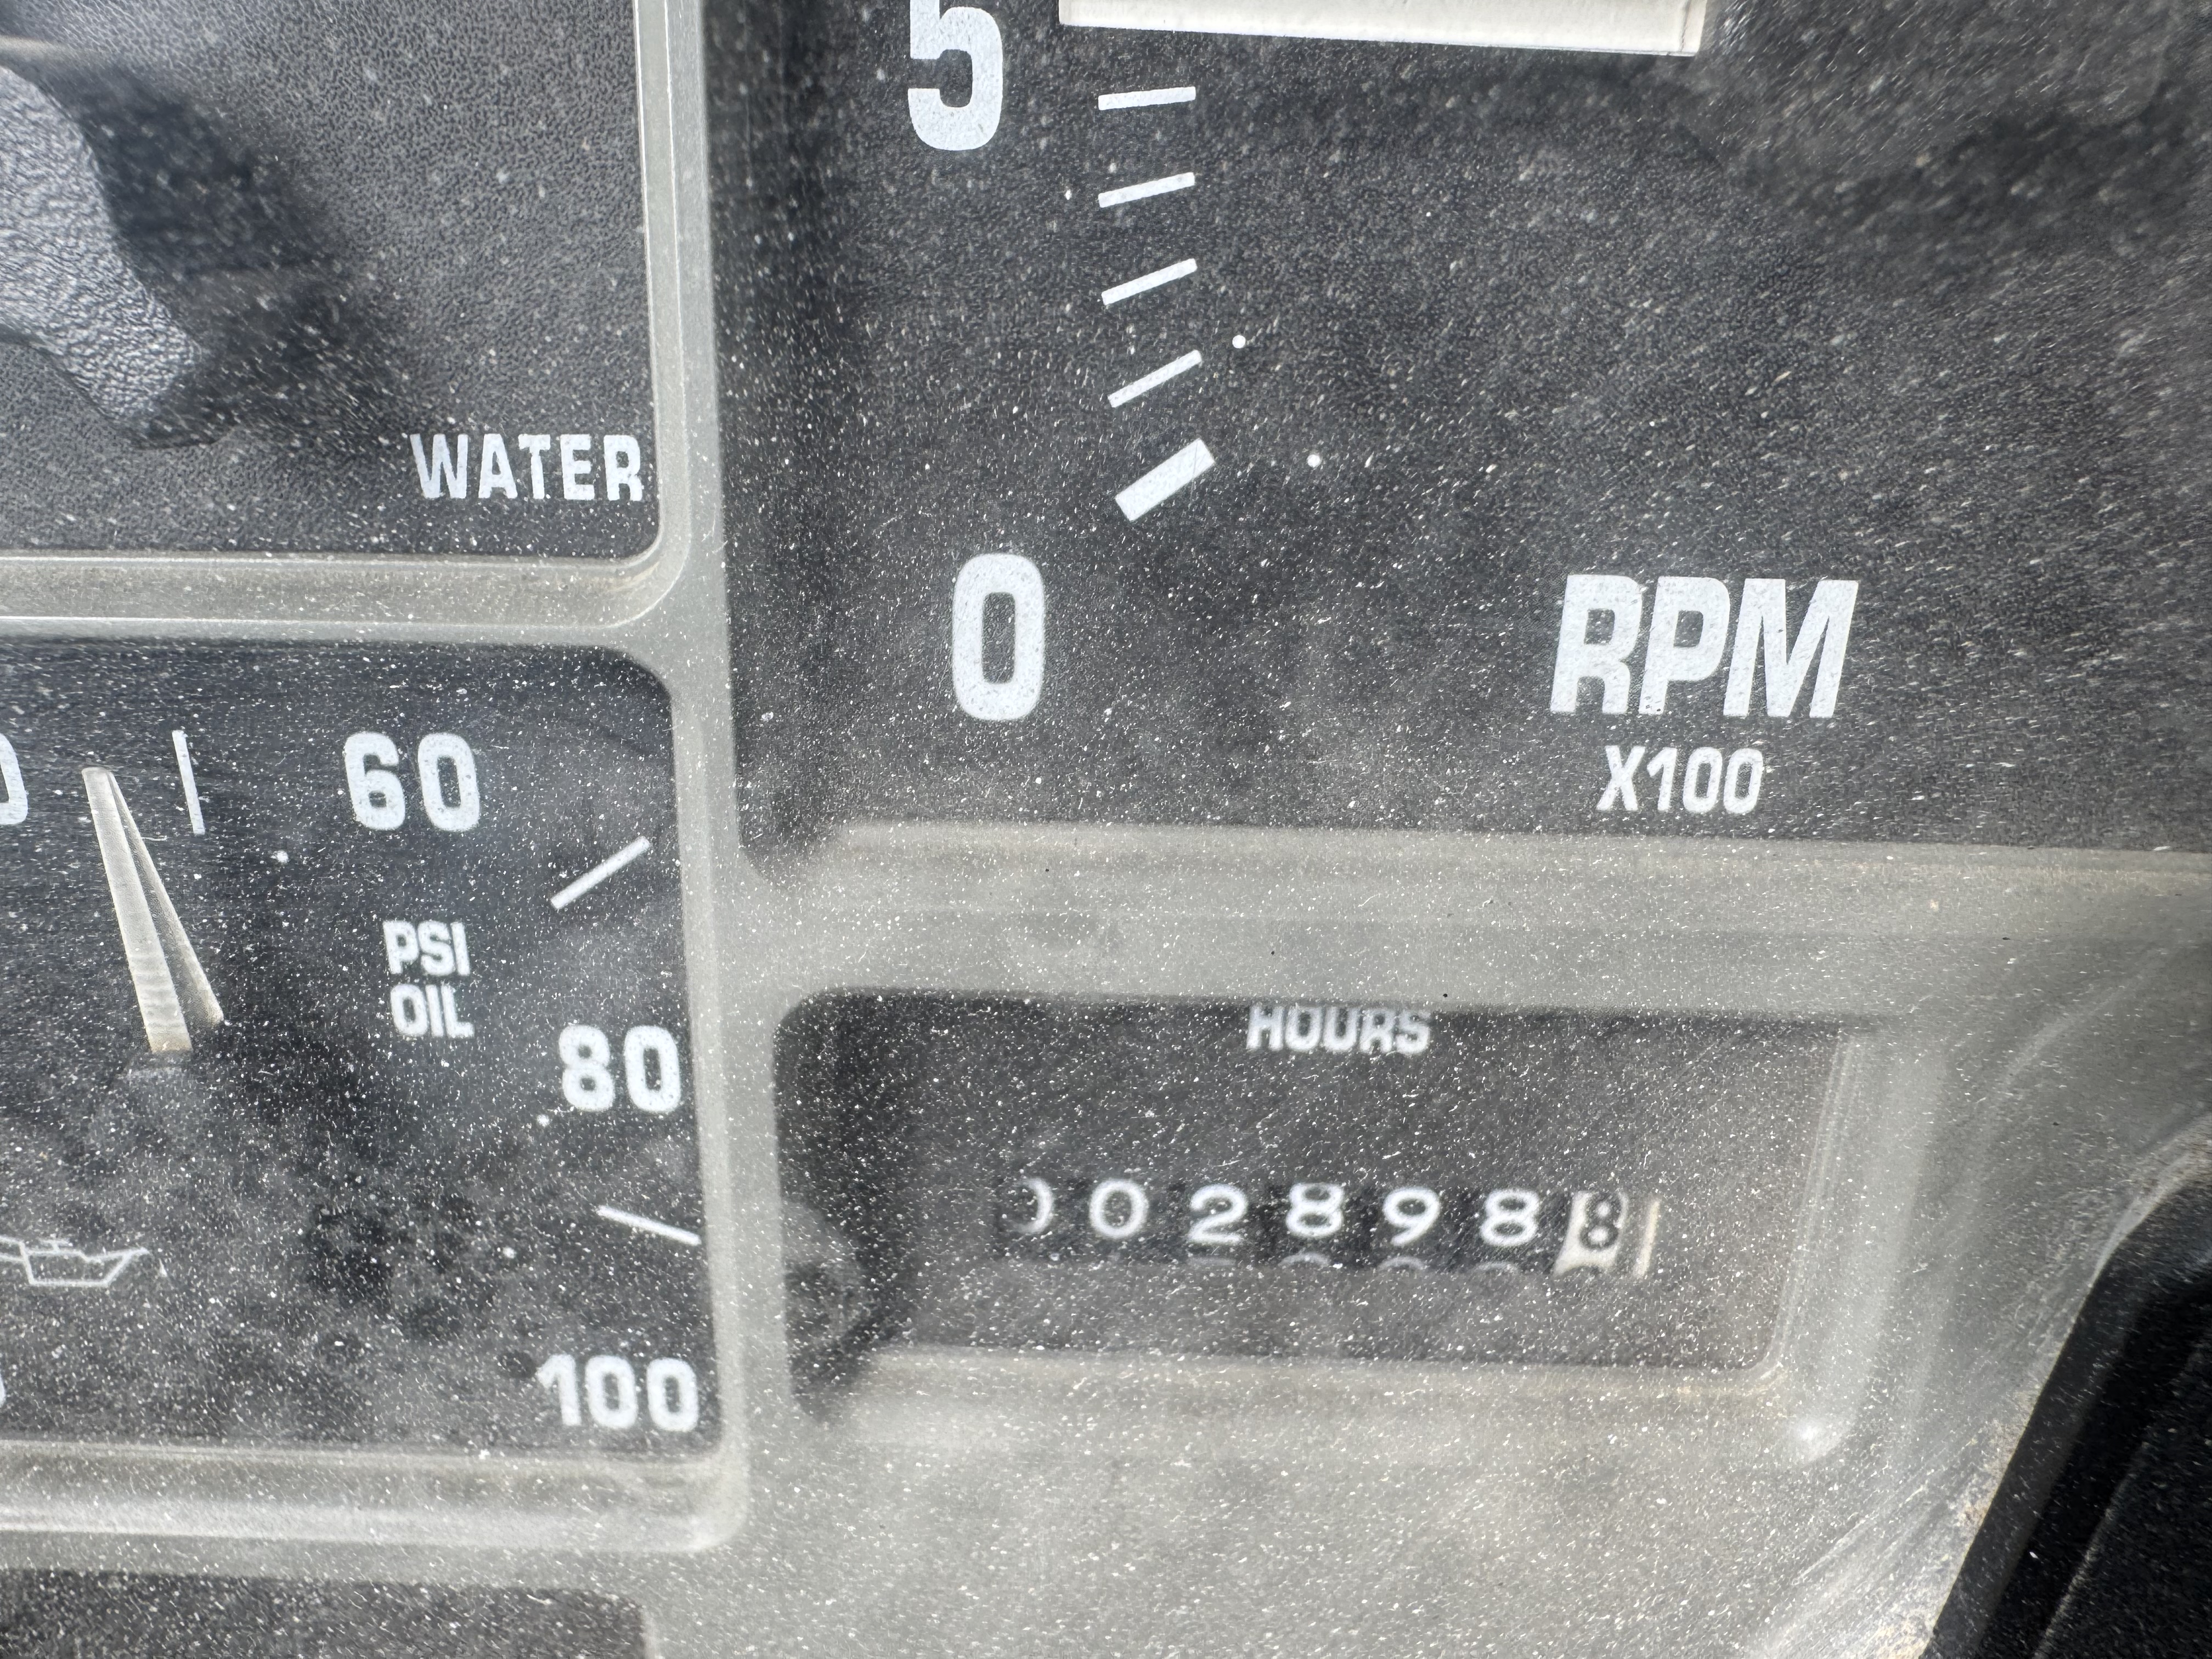 5
WATER
0
RPM
X100
60
PSI
OIL
80
100
HOURS
0028988